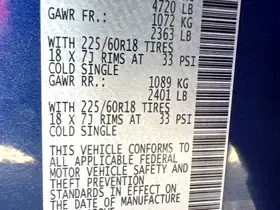 4720 LB
GAWR FR.: 1072 KG
2363 LB
WITH 225/60R18 TIRES
18 X 7J RIMS AT 33 PSI
COLD SINGLE
GAWR RR.: 1089 KG
2401 LB
WITH 225/60R18 TIRES
18 X 7J RIMS AT 33 PSI
COLD SINGLE
THIS VEHICLE CONFORMS TO
ALL APPLICABLE FEDERAL
MOTOR VEHICLE SAFETY AND
THEFT PREVENTION
STANDARDS IN EFFECT ON
THE DATE OF MANUFACTURE